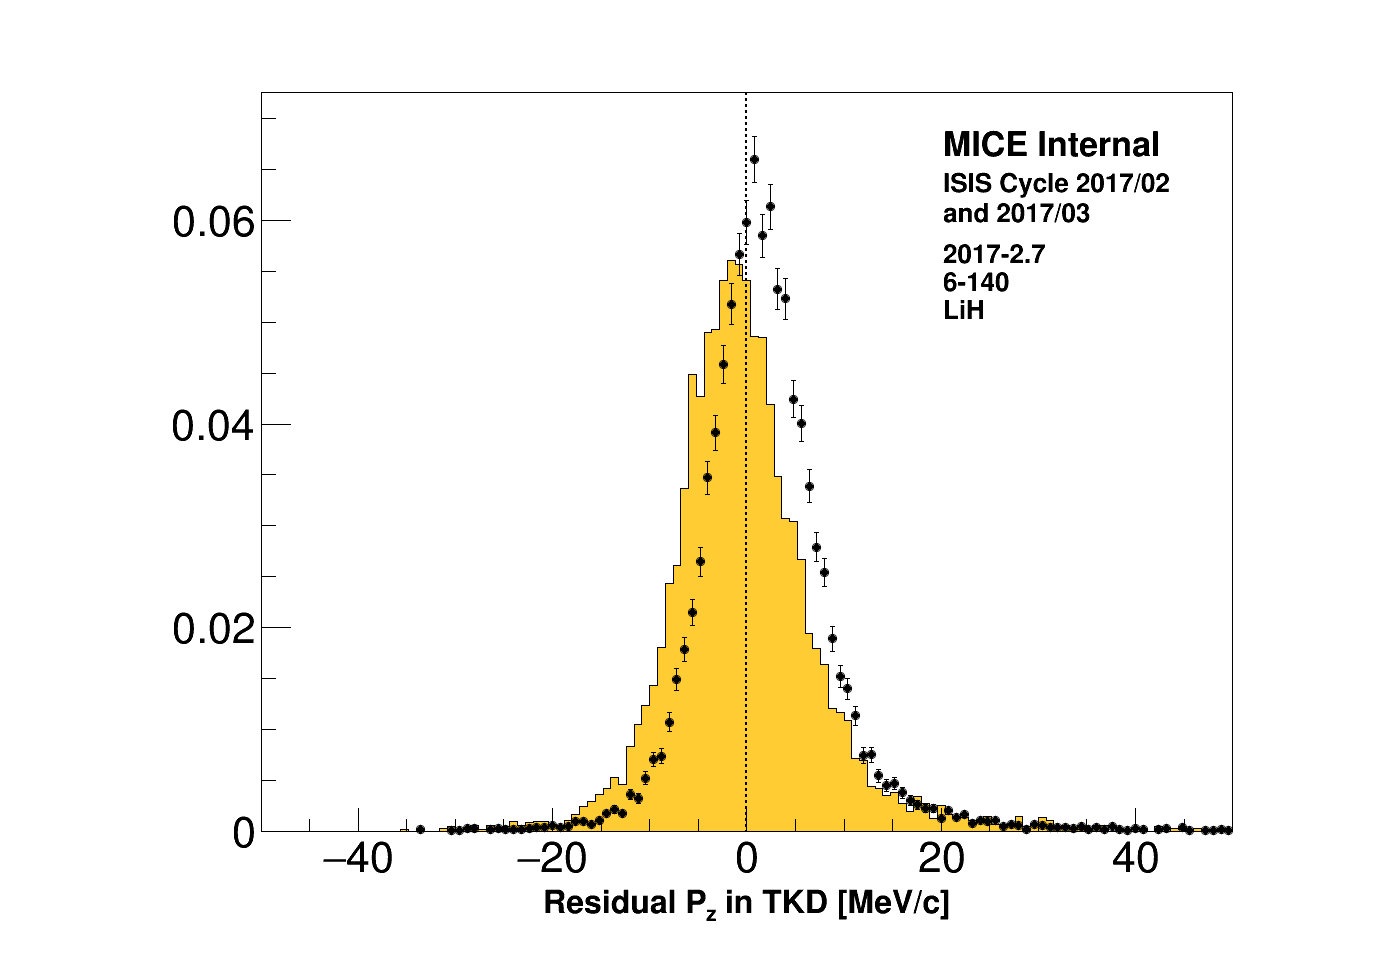 MICE Internal
ISIS Cycle 2017/02
and 2017/03
2017-2.7
6-140
LiH
0.06
0.04
0.02
0
−40 −20 0 20 40
Residual Pz in TKD [MeV/c]